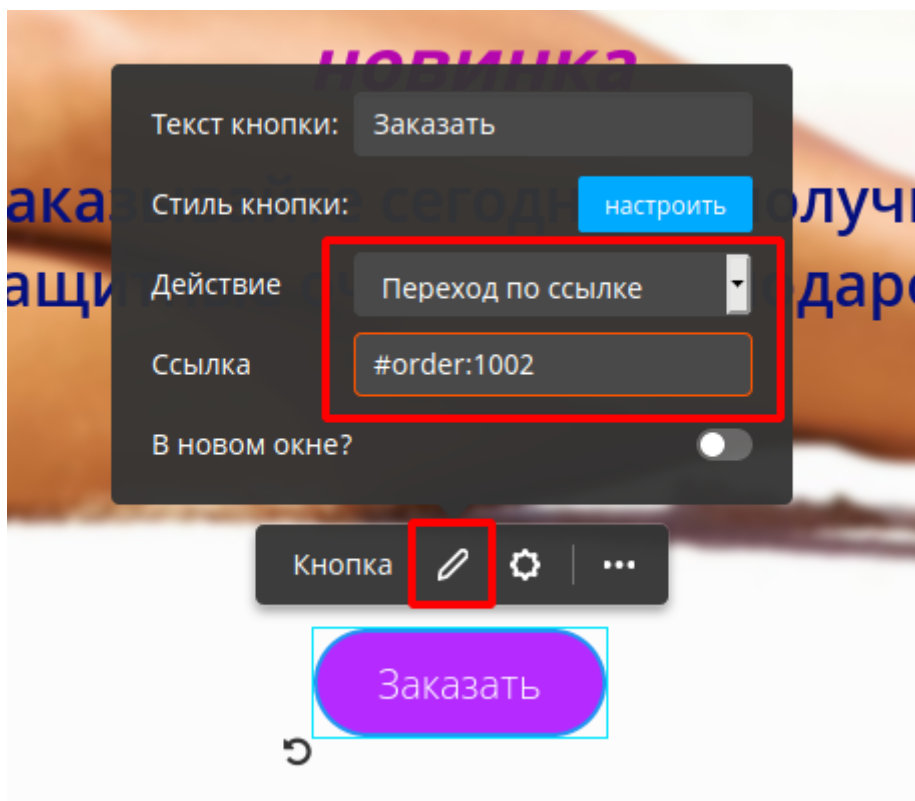 новинка
Текст кнопки: Заказать
Стиль кнопки: настроить
Действие Переход по ссылке
Ссылка #order:1002
В новом окне?
Кнопка
Заказать